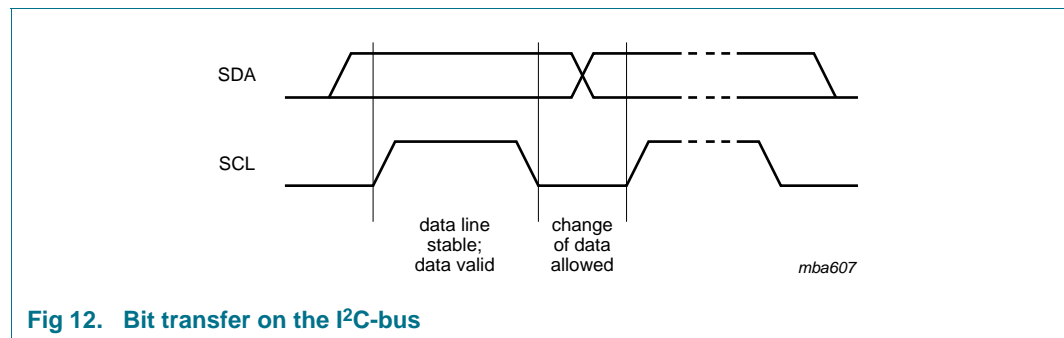 SDA
SCL
data line
stable;
data valid
change
of data
allowed
mba607
Fig 12. Bit transfer on the I²C-bus